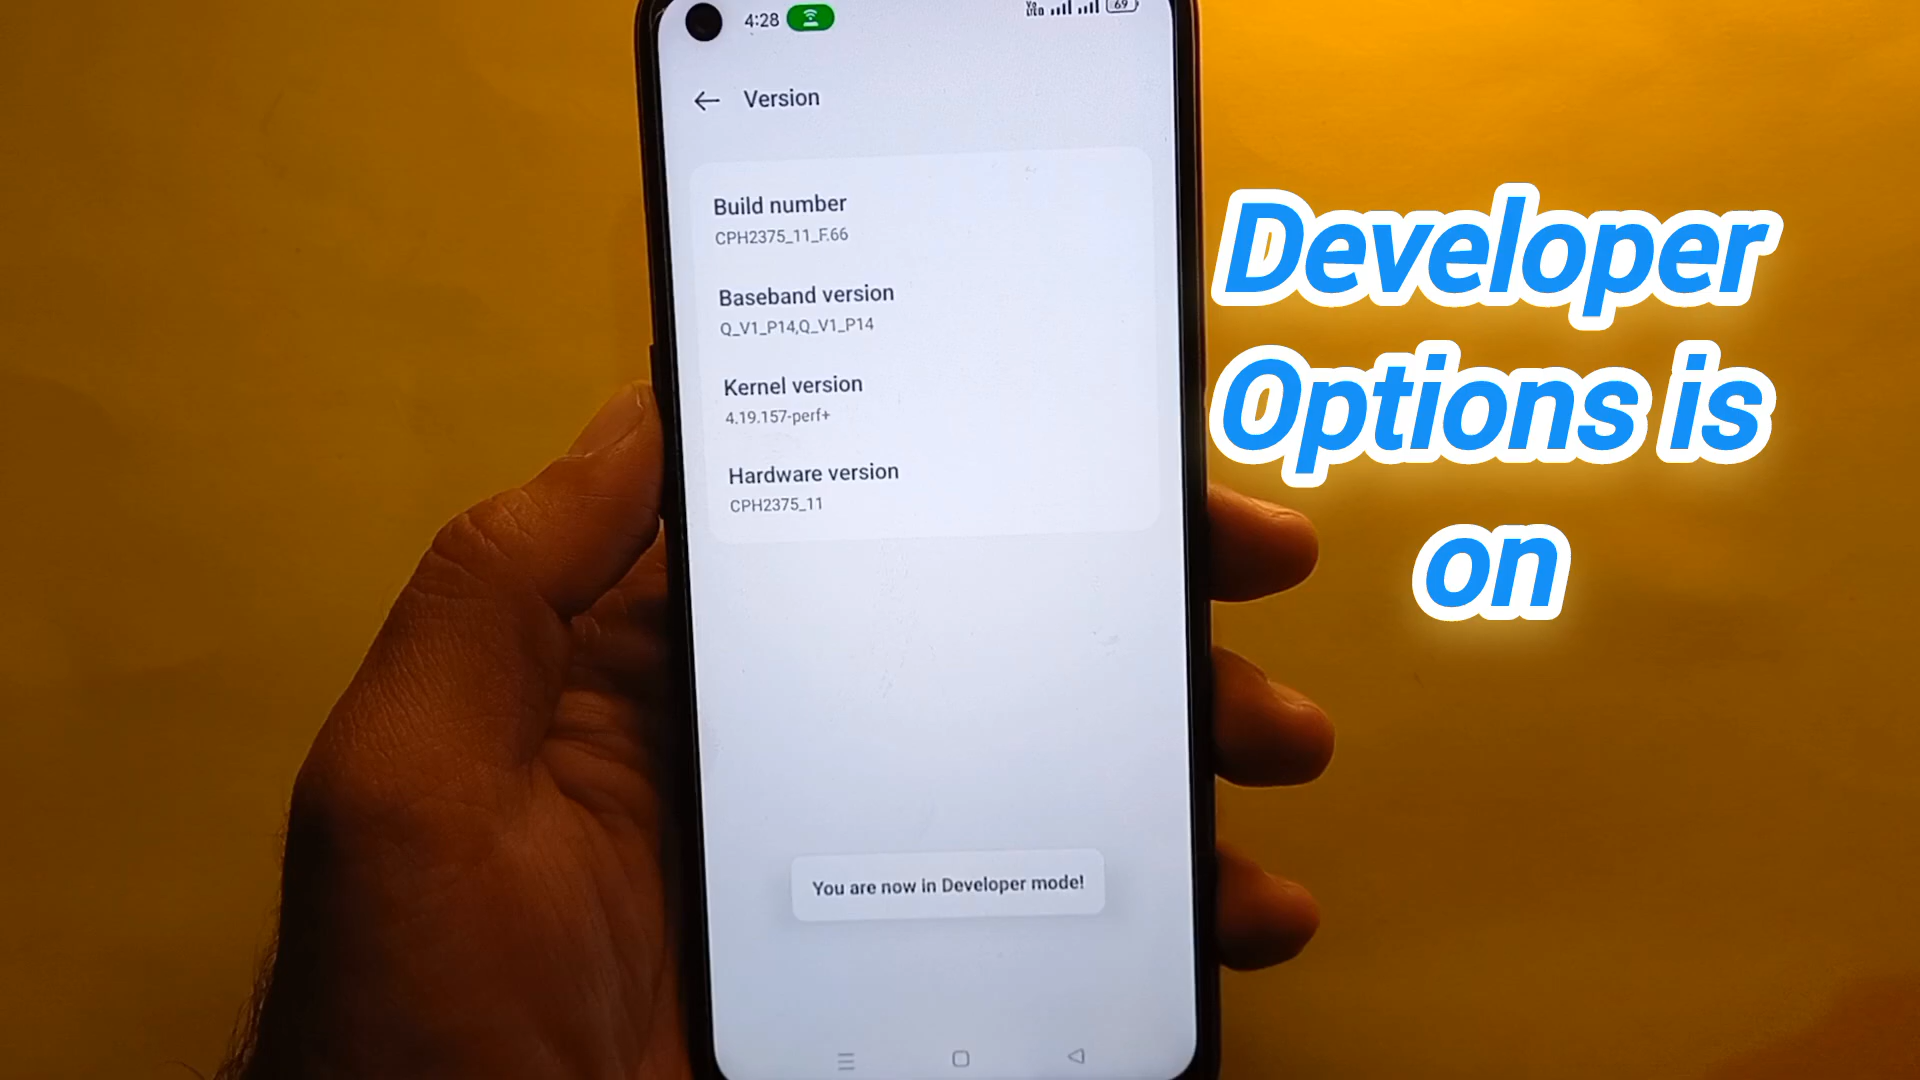 4:28
69
Version
Build number
CPH2375_11_F.66
Baseband version
Q_V1_P14,Q_V1_P14
Kernel version
4.19.157-perf+
Hardware version
CPH2375_11
You are now in Developer mode!
Developer
Options is
on